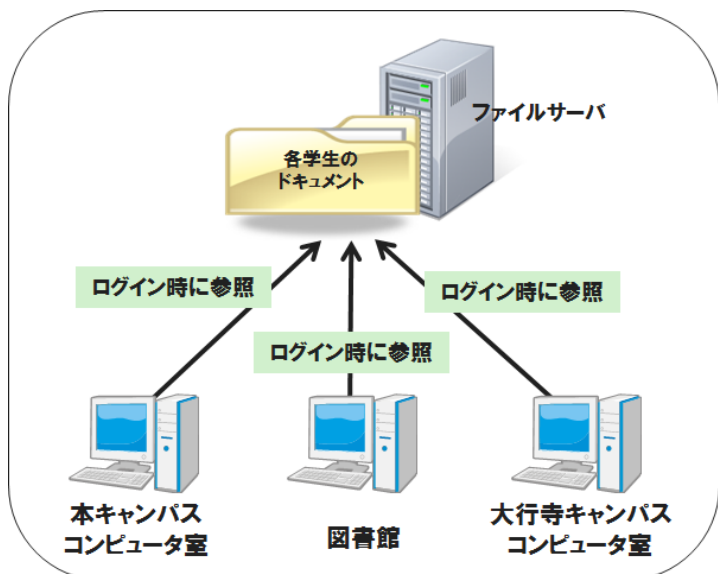 ファイルサーバ
各学生の
ドキュメント
ログイン時に参照
ログイン時に参照
ログイン時に参照
本キャンパス
コンピュータ室
図書館
大行寺キャンパス
コンピュータ室